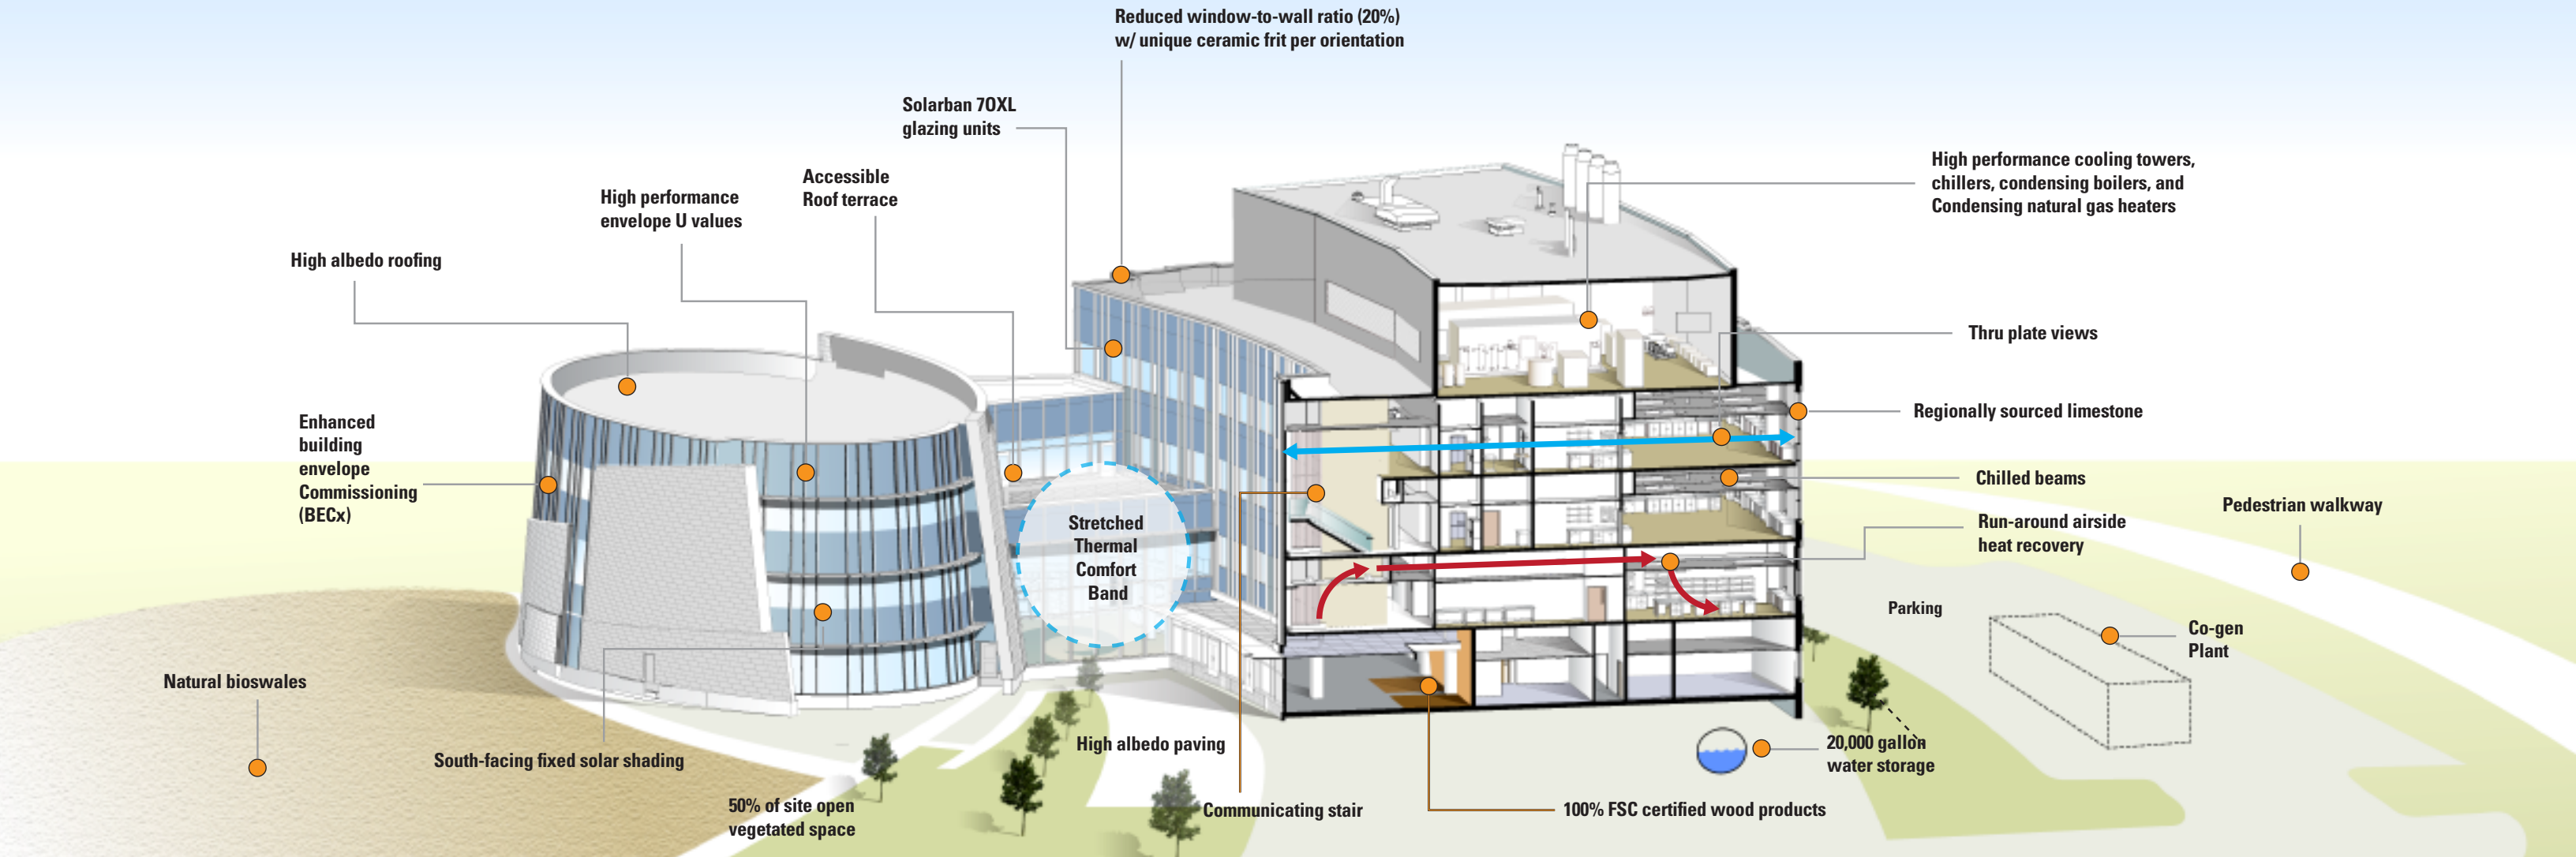 Reduced window-to-wall ratio (20%)
w/ unique ceramic frit per orientation
Solarban 70XL
glazing units
Accessible
Roof terrace
High performance
envelope U values
High albedo roofing
Enhanced
building
envelope
Commissioning
(BECx)
Natural bioswales
South-facing fixed solar shading
50% of site open
vegetated space
Stretched
Thermal
Comfort
Band
High albedo paving
Communicating stair
100% FSC certified wood products
20,000 gallon
water storage
High performance cooling towers,
chillers, condensing boilers, and
Condensing natural gas heaters
Thru plate views
Regionally sourced limestone
Chilled beams
Run-around airside
heat recovery
Pedestrian walkway
Parking
Co-gen
Plant